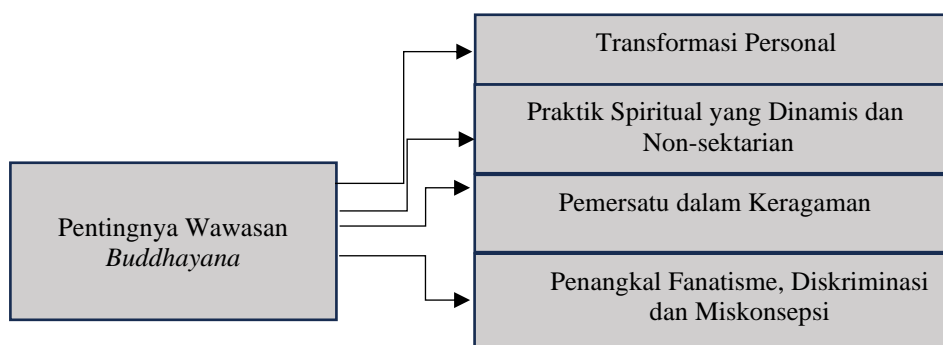 Transformasi Personal
Praktik Spiritual yang Dinamis dan
Non-sektarian
Pentingnya Wawasan
Buddhayana
Pemersatu dalam Keragaman
Penangkal Fanatisme, Diskriminasi
dan Miskonsepsi